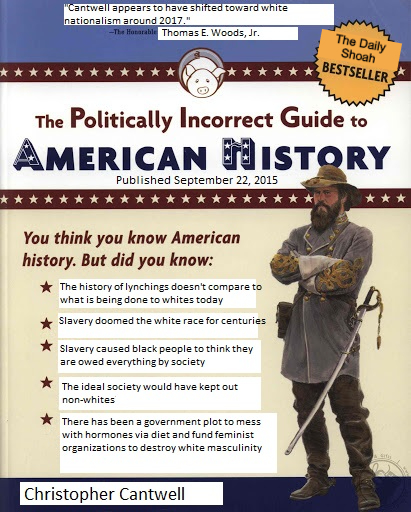 "Cantwell appears to have shifted toward white
nationalism around 2017."
—The Honorable Thomas E. Woods, Jr.
The Daily
Shoah
BESTSELLER
The Politically Incorrect Guide to
AMERICAN HISTORY
Published September 22, 2015
You think you know American
history. But did you know:
The history of lynchings doesn't compare to
what is being done to whites today
Slavery doomed the white race for centuries
Slavery caused black people to think they
are owed everything by society
The ideal society would have kept out
non-whites
There has been a government plot to mess
with hormones via diet and fund feminist
organizations to destroy white masculinity
Christopher Cantwell